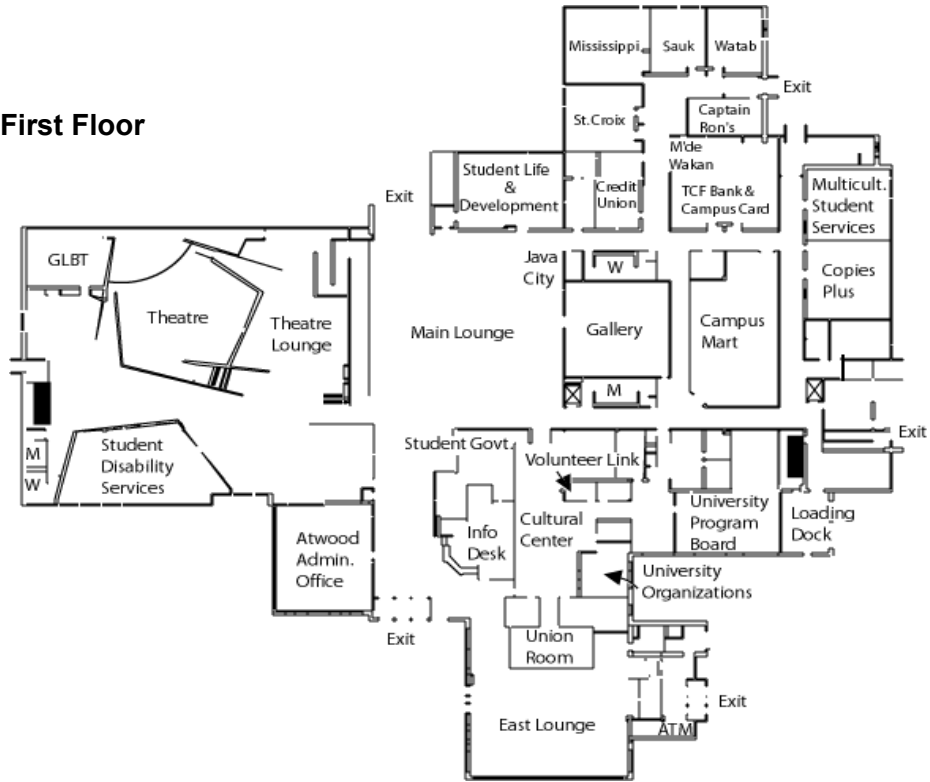 First Floor
Mississippi
Sauk
Watab
Exit
St.Croix
Captain
Ron's
M'de
Wakan
Student Life
&
Development
Credit
Union
TCF Bank &
Campus Card
Multicult.
Student
Services
Exit
GLBT
Java
City
W
Copies
Plus
Theatre
Theatre
Lounge
Main Lounge
Gallery
Campus
Mart
M
Student Govt.
Exit
M
W
Student
Disability
Services
Volunteer Link
Info
Desk
Cultural
Center
University
Program
Board
Loading
Dock
Atwood
Admin.
Office
University
Organizations
Exit
Union
Room
Exit
East Lounge
ATM